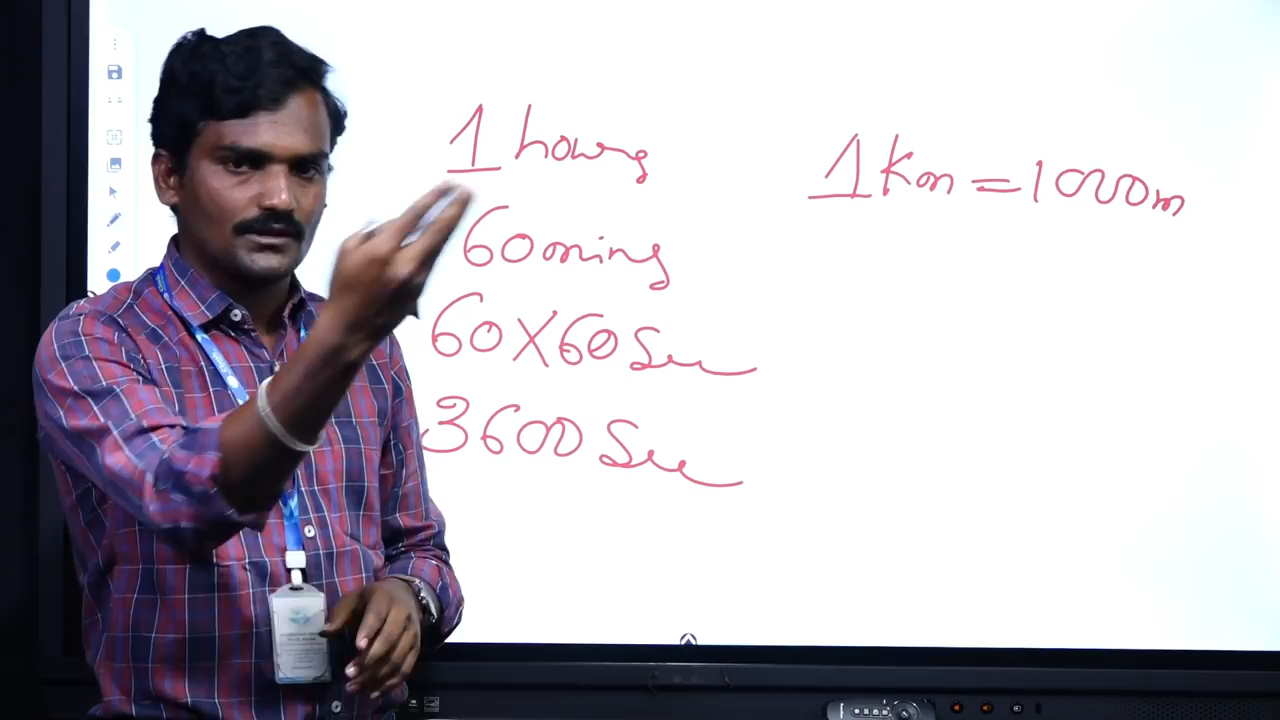 1 hours
60 mins
60 X 60 Sec
3600 Sec
1 Km = 1000m